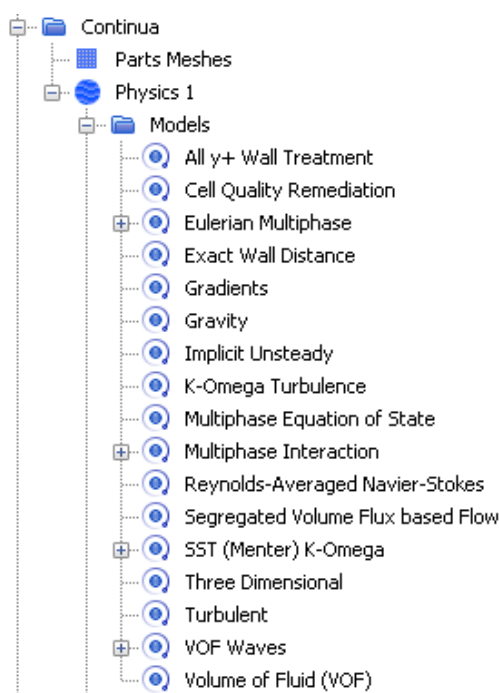 Continua
Parts Meshes
Physics 1
Models
All y+ Wall Treatment
Cell Quality Remediation
Eulerian Multiphase
Exact Wall Distance
Gradients
Gravity
Implicit Unsteady
K-Omega Turbulence
Multiphase Equation of State
Multiphase Interaction
Reynolds-Averaged Navier-Stokes
Segregated Volume Flux based Flow
SST (Menter) K-Omega
Three Dimensional
Turbulent
VOF Waves
Volume of Fluid (VOF)